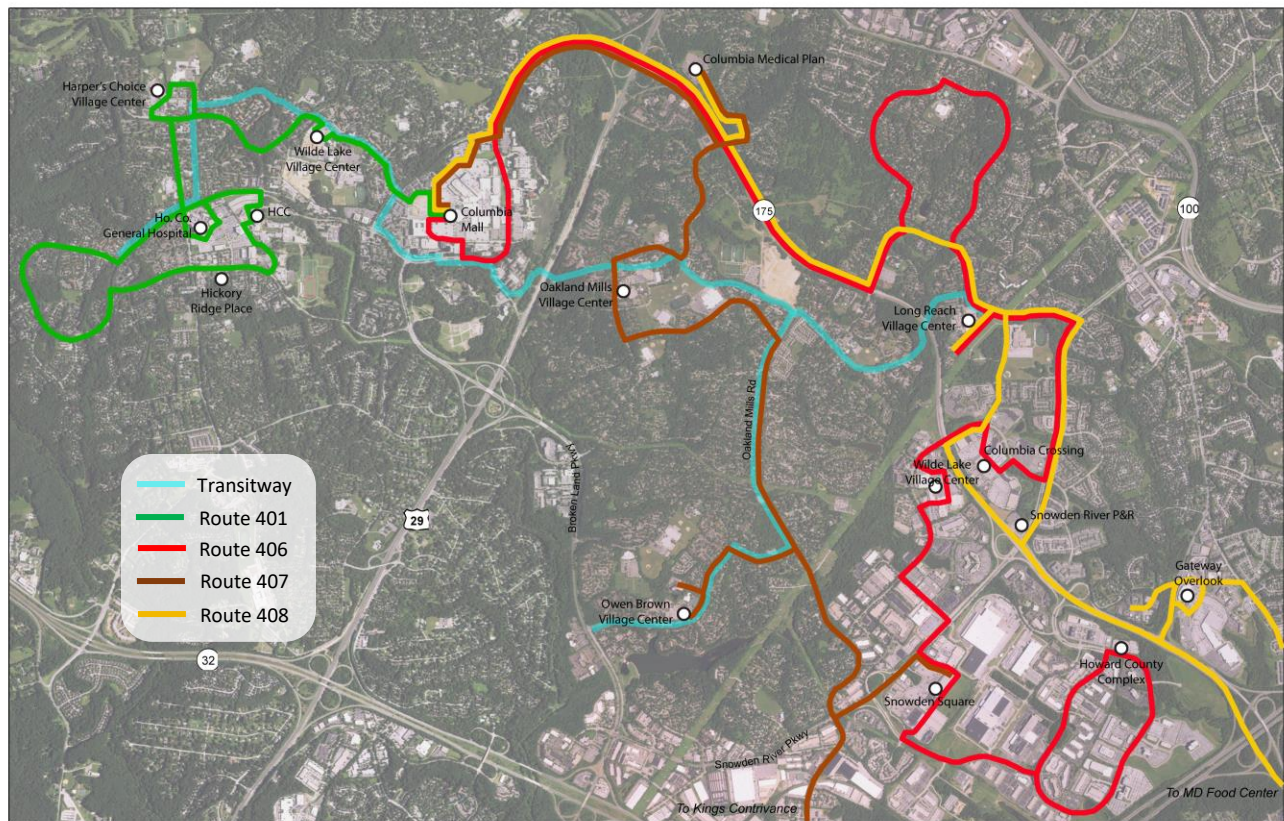 Columbia Medical Plan
Harper's Choice
Village Center
Wilde Lake
Village Center
HCC
Ho. Co.
General Hospital
Columbia
Mall
175
100
Hickory
Ridge Place
Oakland Mills
Village Center
Long Reach
Village Center
Oakland Mills Rd
Broken Land Pkwy
Columbia Crossing
Wilde Lake
Village Center
Snowden River P&R
29
Gateway
Overlook
Owen Brown
Village Center
Howard County
Complex
32
Snowden Square
Snowden River Pkwy
To Kings Contrivance
To MD Food Center
Transitway
Route 401
Route 406
Route 407
Route 408